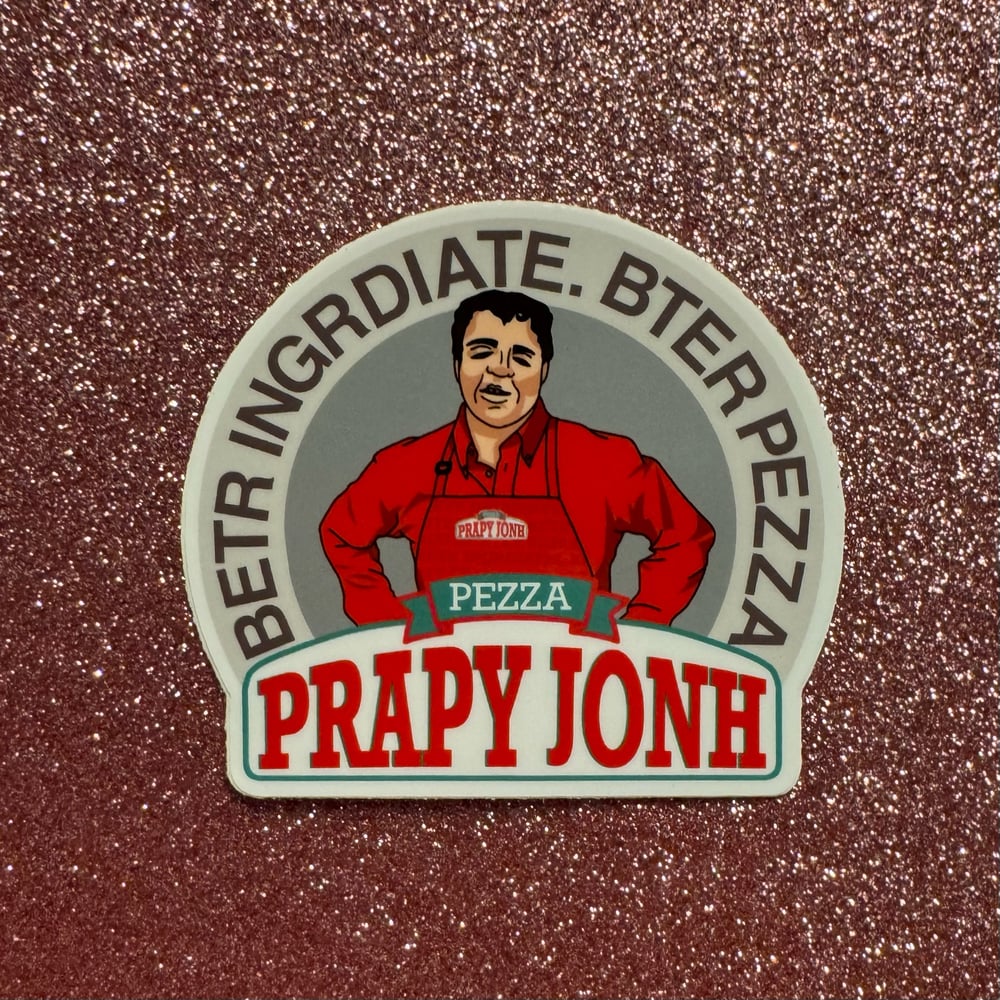 BETR INGRDIATE. BTER PEZZA
PRAPY JONH
PEZZA
PRAPY JONH